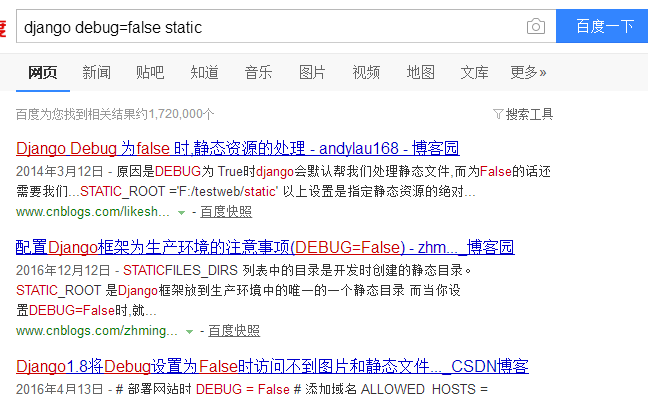 django debug=false static
百度一下
网页 新闻 贴吧 知道 音乐 图片 视频 地图 文库 更多»
百度为您找到相关结果约1,720,000个 搜索工具
Django Debug 为false 时,静态资源的处理 - andylau168 - 博客园
2014年3月12日 - 原因是DEBUG为 True时django会默认帮我们处理静态文件,而为False的话还
需要我们...STATIC_ROOT ='F:/testweb/static' 以上设置是指定静态资源的绝对...
www.cnblogs.com/likesh... - 百度快照
配置Django框架为生产环境的注意事项(DEBUG=False) - zhm..._博客园
2016年12月12日 - STATICFILES_DIRS 列表中的目录是开发时创建的静态目录。
STATIC_ROOT 是Django框架放到生产环境中的唯一的一个静态目录 而当你设
置DEBUG=False时,就...
www.cnblogs.com/zhming... - 百度快照
Django1.8将Debug设置为False时访问不到图片和静态文件..._CSDN博客
2016年4月13日 - # 部署网站时 DEBUG = False # 添加域名 ALLOWED_HOSTS =